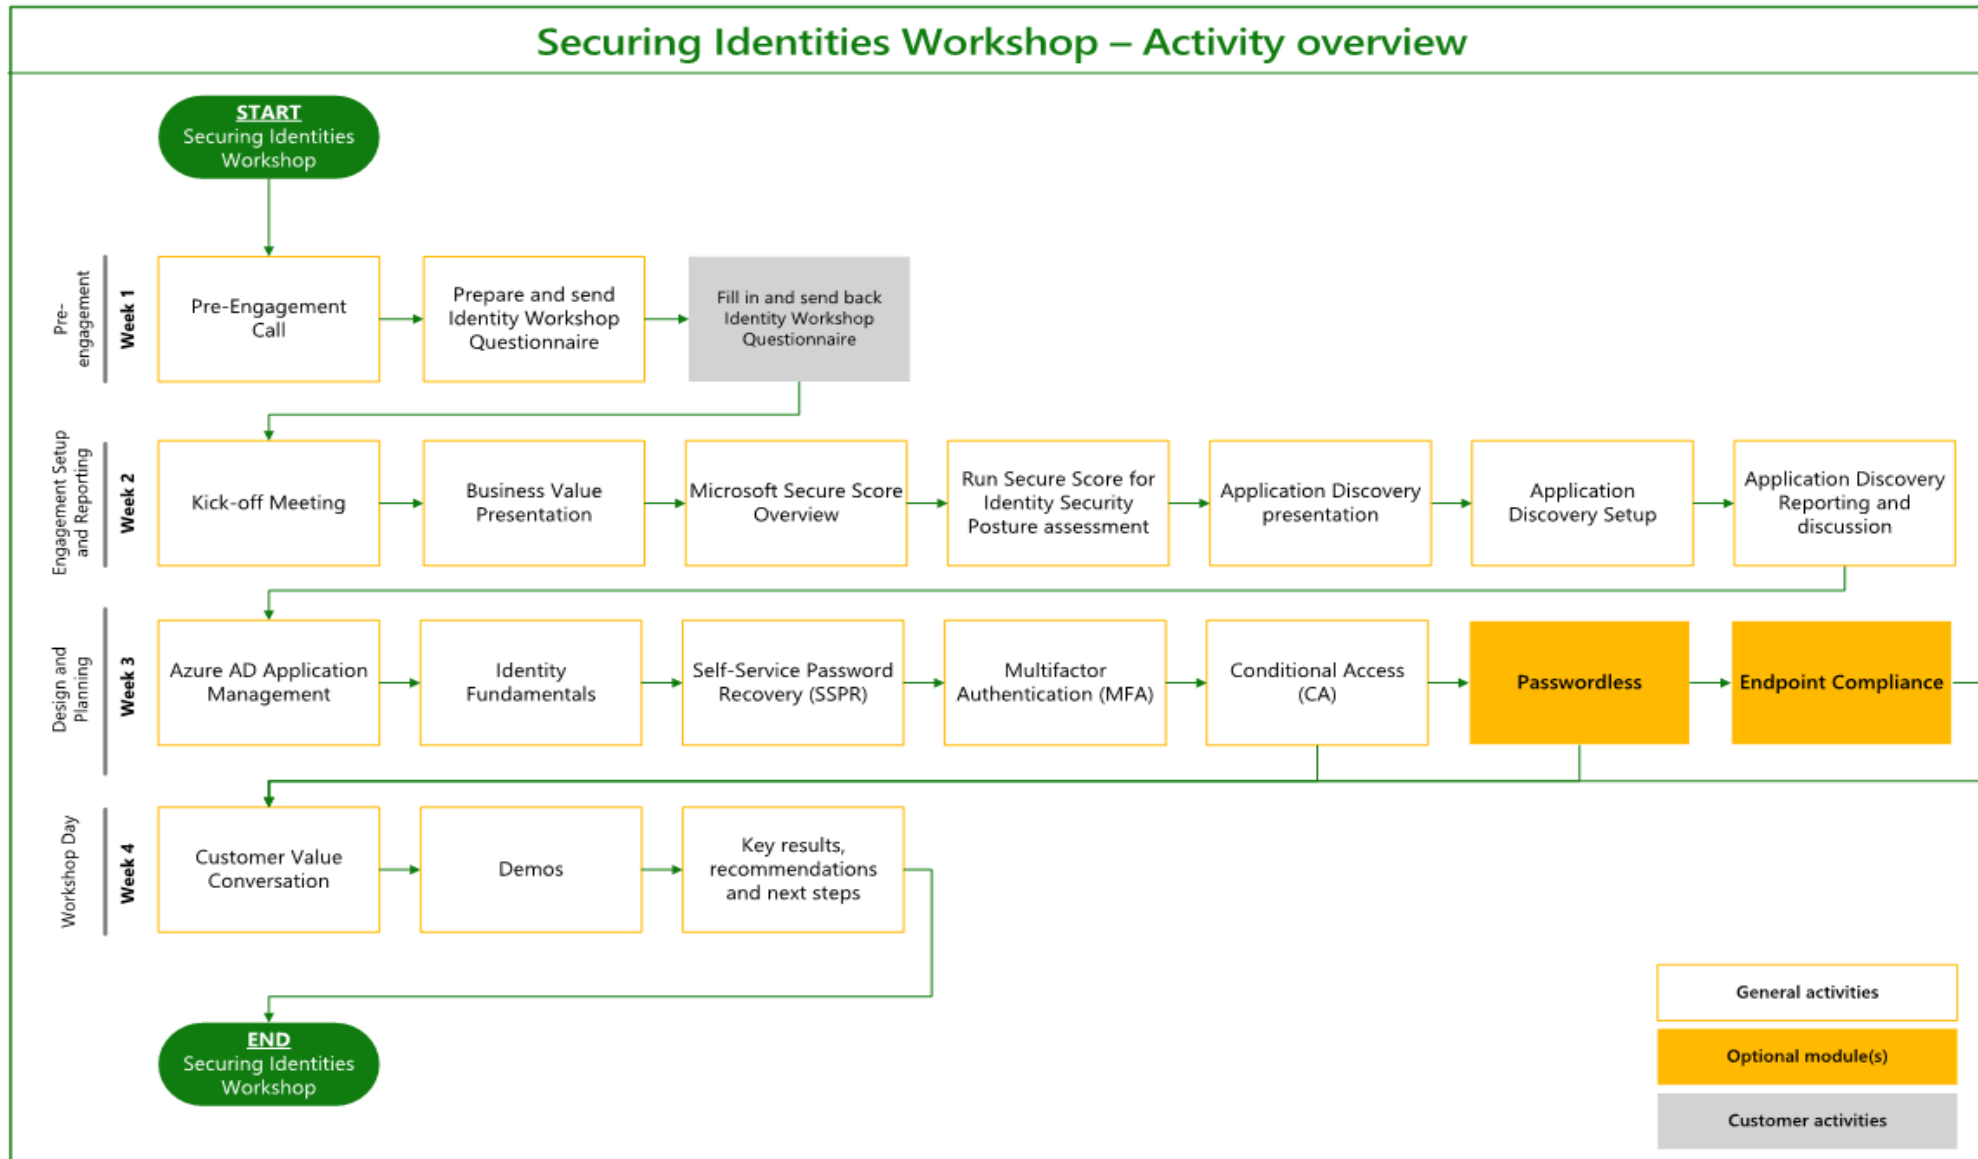 Securing Identities Workshop – Activity overview
START
Securing Identities
Workshop
Pre-
engagement
Week 1
Pre-Engagement
Call
Prepare and send
Identity Workshop
Questionnaire
Fill in and send back
Identity Workshop
Questionnaire
Engagement Setup
and Reporting
Week 2
Kick-off Meeting
Business Value
Presentation
Microsoft Secure Score
Overview
Run Secure Score for
Identity Security
Posture assessment
Application Discovery
presentation
Application
Discovery Setup
Application Discovery
Reporting and
discussion
Design and
Planning
Week 3
Azure AD Application
Management
Identity
Fundamentals
Self-Service Password
Recovery (SSPR)
Multifactor
Authentication (MFA)
Conditional Access
(CA)
Passwordless
Endpoint Compliance
Workshop Day
Week 4
Customer Value
Conversation
Demos
Key results,
recommendations
and next steps
END
Securing Identities
Workshop
General activities
Optional module(s)
Customer activities